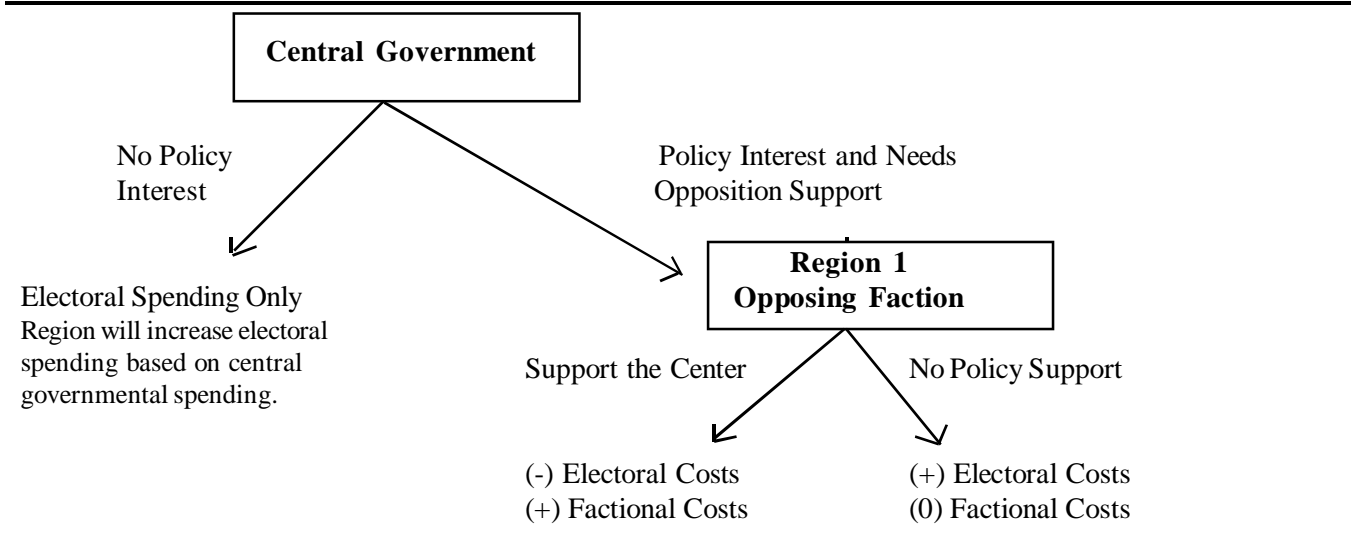 Central Government
No Policy
Interest
Policy Interest and Needs
Opposition Support
Region 1
Opposing Faction
Electoral Spending Only
Region will increase electoral
spending based on central
governmental spending.
Support the Center
No Policy Support
(-) Electoral Costs
(+) Factional Costs
(+) Electoral Costs
(0) Factional Costs